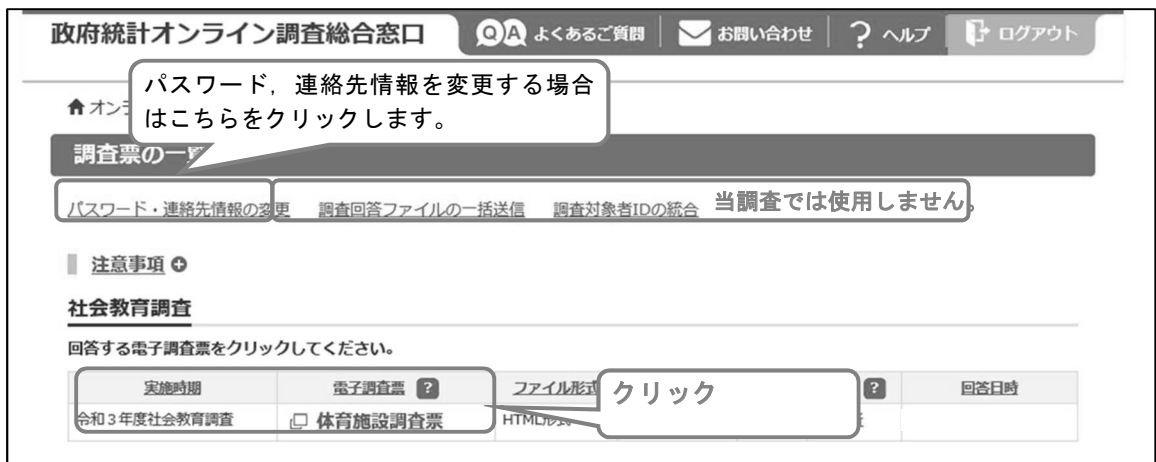 政府統計オンライン調査総合窓口 QA よくあるご質問 お問い合わせ ? ヘルプ ログアウト
パスワード，連絡先情報を変更する場合
はこちらをクリックします。
オン
調査票の一
パスワード・連絡先情報の変更 調査回答ファイルの一括送信 調査対象者IDの統合 当調査では使用しません。
注意事項
社会教育調査
回答する電子調査票をクリックしてください。
実施時期 電子調査票 ? ファイル形式 クリック ? 回答日時
令和３年度社会教育調査 体育施設調査票 HTML形式